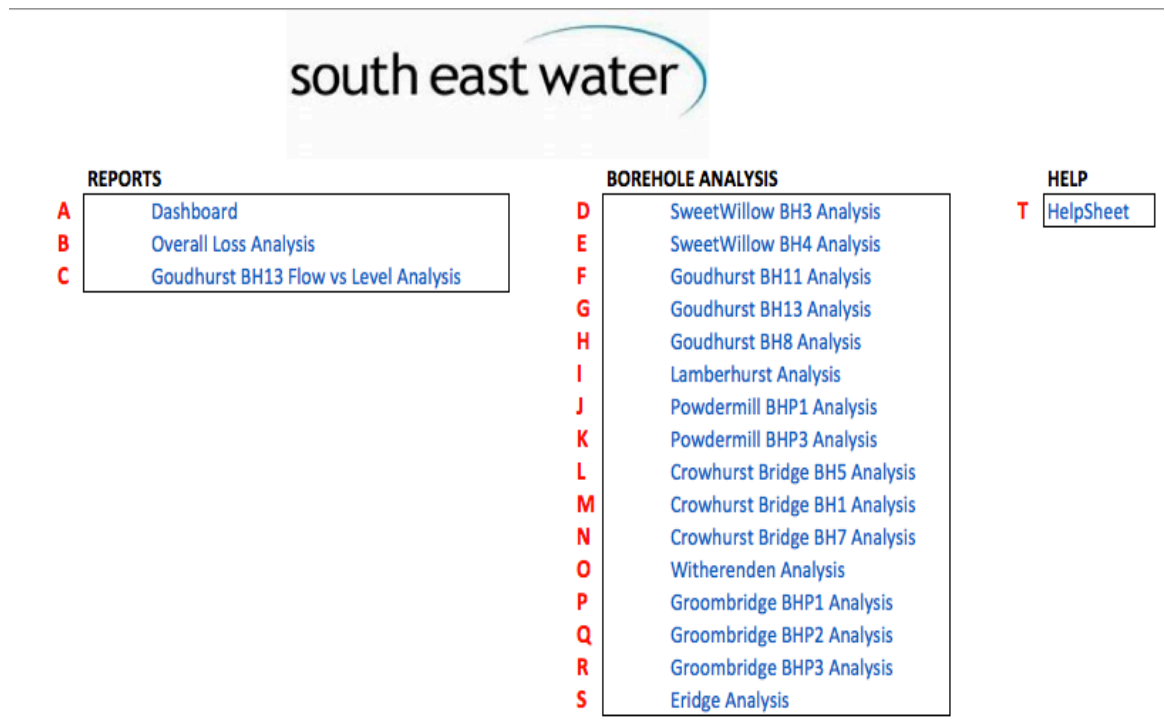 south east water
REPORTS
A Dashboard
B Overall Loss Analysis
C Goudhurst BH13 Flow vs Level Analysis
BOREHOLE ANALYSIS
D SweetWillow BH3 Analysis
E SweetWillow BH4 Analysis
F Goudhurst BH11 Analysis
G Goudhurst BH13 Analysis
H Goudhurst BH8 Analysis
I Lamberhurst Analysis
J Powdermill BHP1 Analysis
K Powdermill BHP3 Analysis
L Crowhurst Bridge BH5 Analysis
M Crowhurst Bridge BH1 Analysis
N Crowhurst Bridge BH7 Analysis
O Witherenden Analysis
P Groombridge BHP1 Analysis
Q Groombridge BHP2 Analysis
R Groombridge BHP3 Analysis
S Eridge Analysis
HELP
T HelpSheet